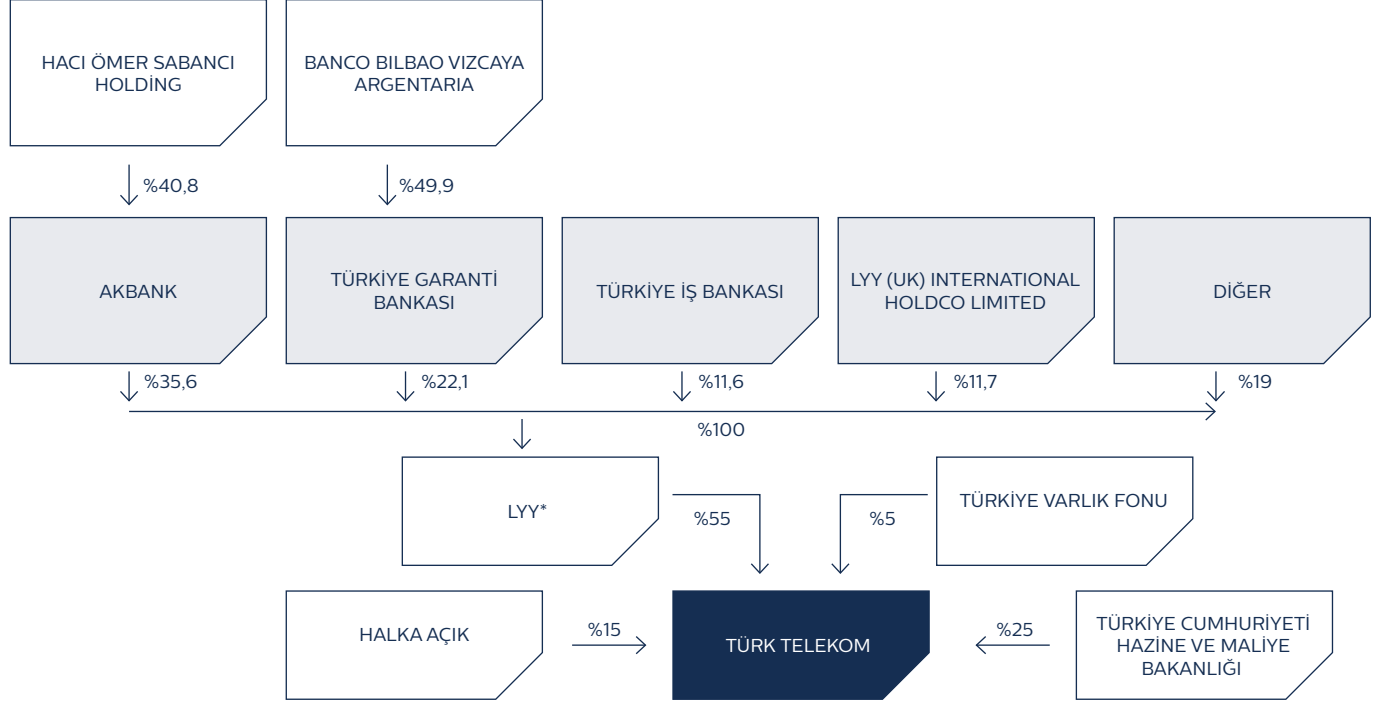 HACI ÖMER SABANCI
HOLDİNG
BANCO BILBAO VIZCAYA
ARGENTARIA
%40,8
%49,9
AKBANK
TÜRKİYE GARANTİ
BANKASI
TÜRKİYE İŞ BANKASI
LYY (UK) INTERNATIONAL
HOLDCO LIMITED
DİĞER
%35,6
%22,1
%11,6
%11,7
%19
%100
LYY*
%55
%5
TÜRKİYE VARLIK FONU
HALKA AÇIK
%15
TÜRK TELEKOM
%25
TÜRKİYE CUMHURİYETİ
HAZİNE VE MALİYE
BAKANLIĞI